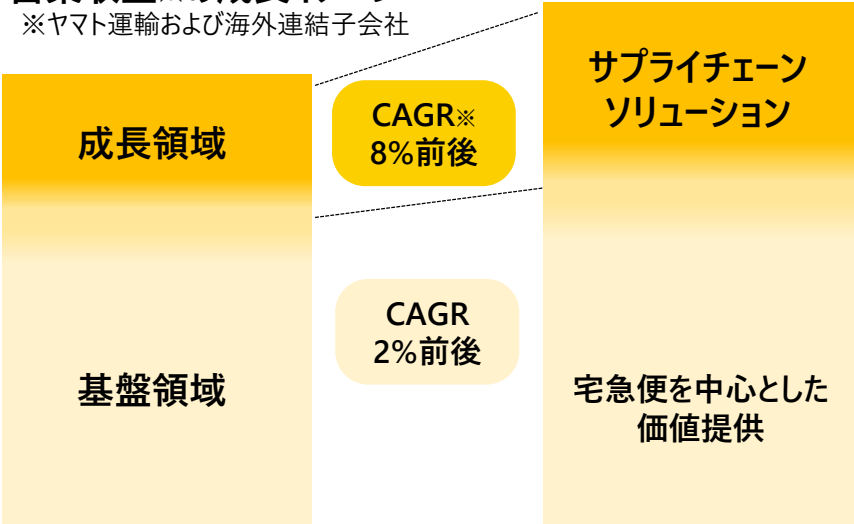 ※ヤマト運輸および海外連結子会社
成長領域
CAGR※
8%前後
サプライチェーン
ソリューション
基盤領域
CAGR
2%前後
宅急便を中心とした
価値提供